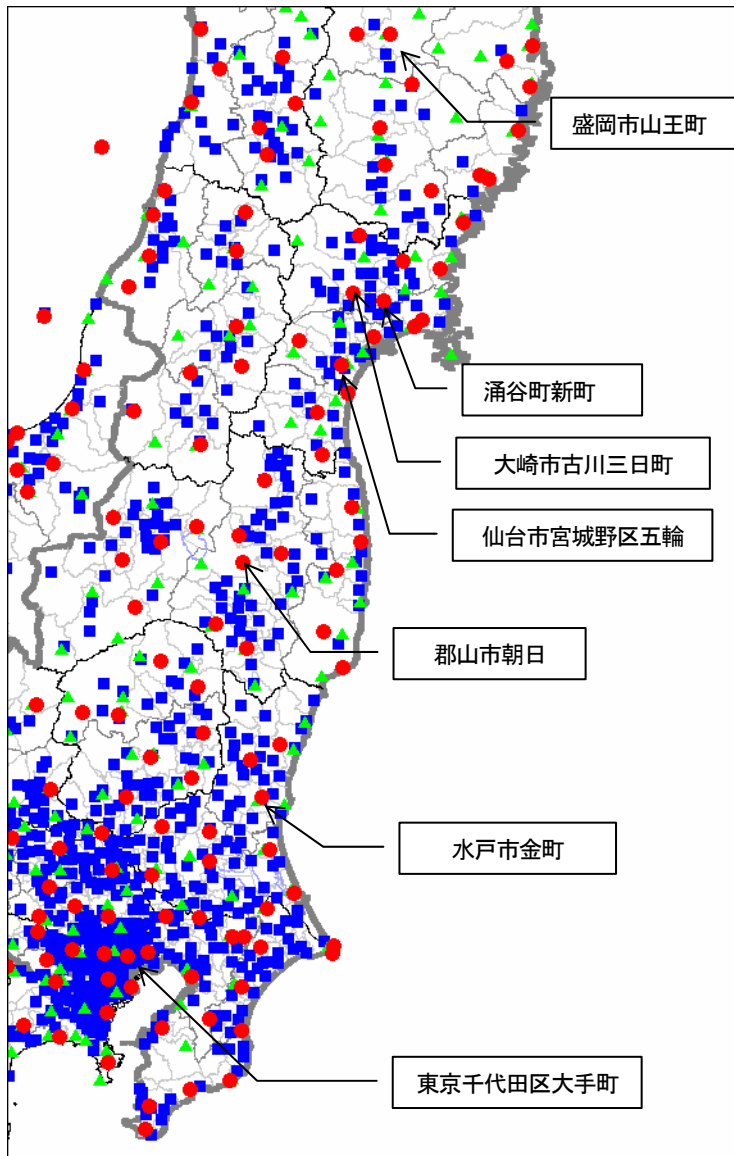 盛岡市山王町
涌谷町新町
大崎市古川三日町
仙台市宮城野区五輪
郡山市朝日
水戸市金町
東京千代田区大手町